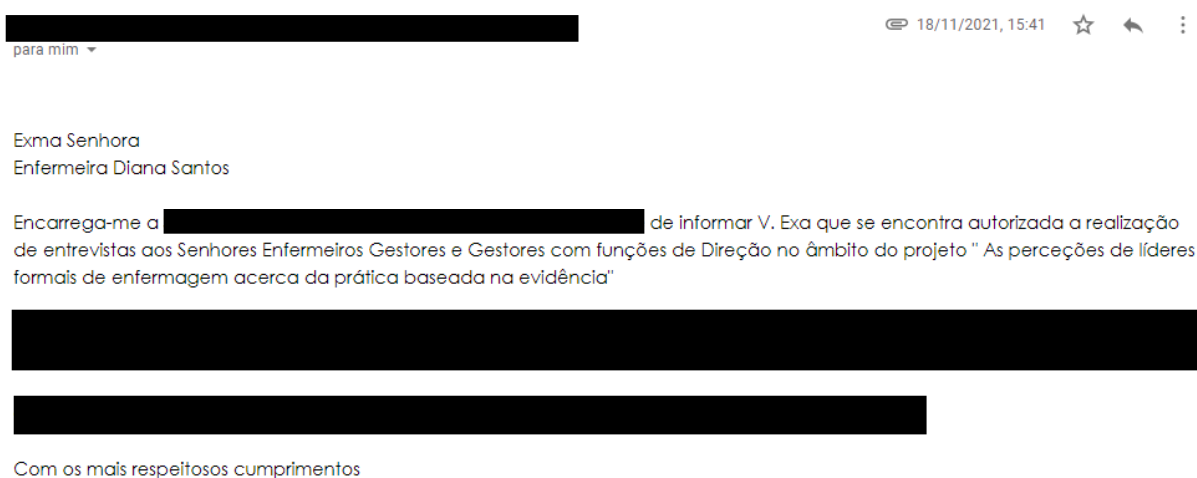 18/11/2021, 15:41
para mim
Exma Senhora
Enfermeira Diana Santos
Encarrega-me a de informar V. Exa que se encontra autorizada a realização
de entrevistas aos Senhores Enfermeiros Gestores e Gestores com funções de Direção no âmbito do projeto " As perceções de líderes
formais de enfermagem acerca da prática baseada na evidência"
Com os mais respeitosos cumprimentos